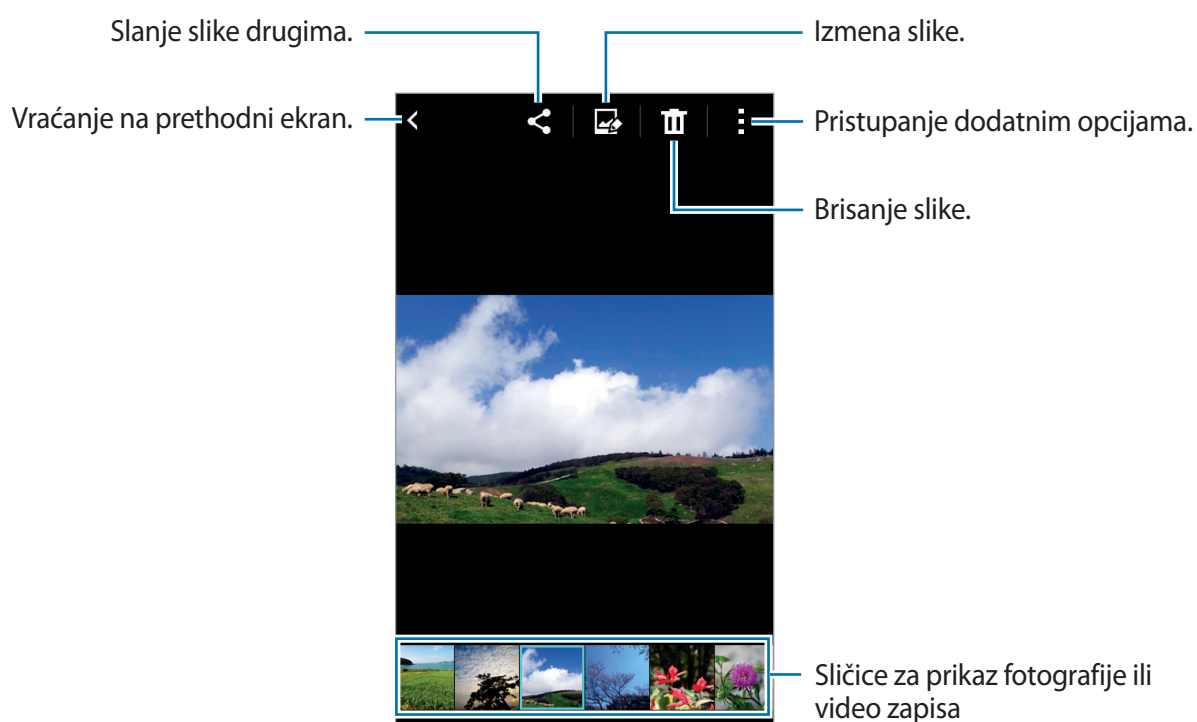 Slanje slike drugima.
Izmena slike.
Vraćanje na prethodni ekran.
Pristupanje dodatnim opcijama.
Brisanje slike.
Sličice za prikaz fotografije ili
video zapisa